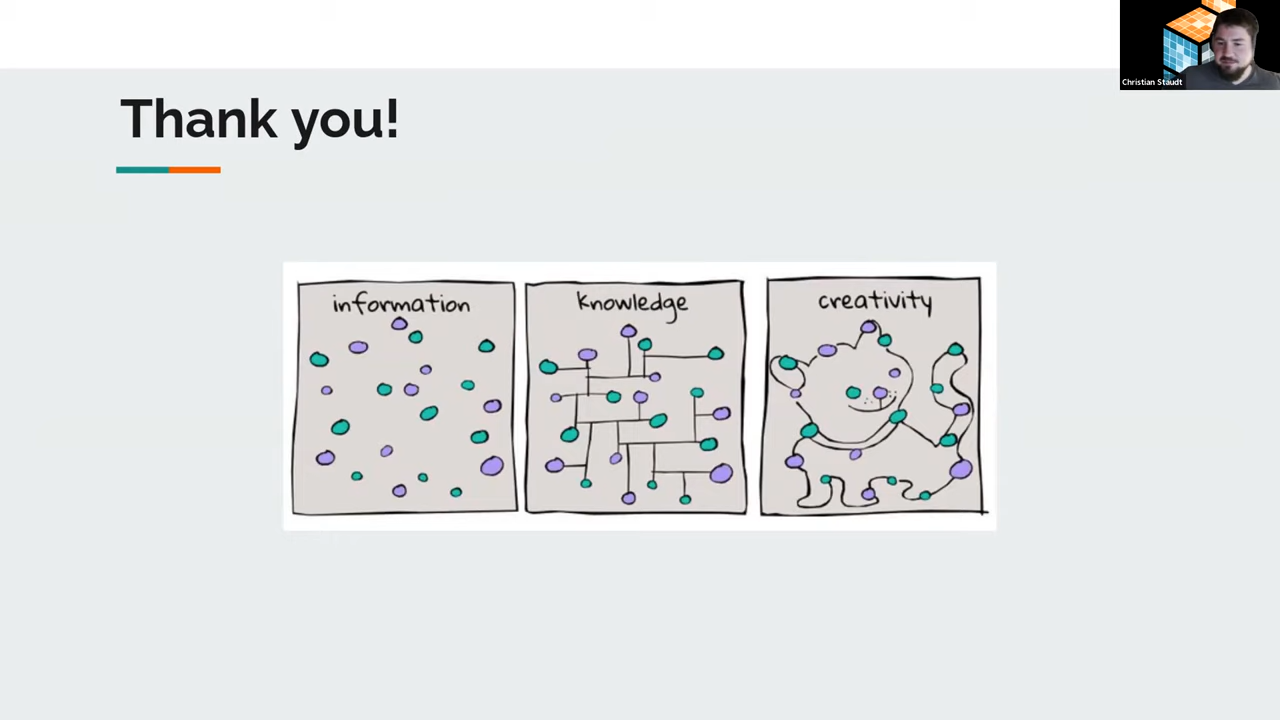 Christian Staudt
Thank you!
information
knowledge
creativity